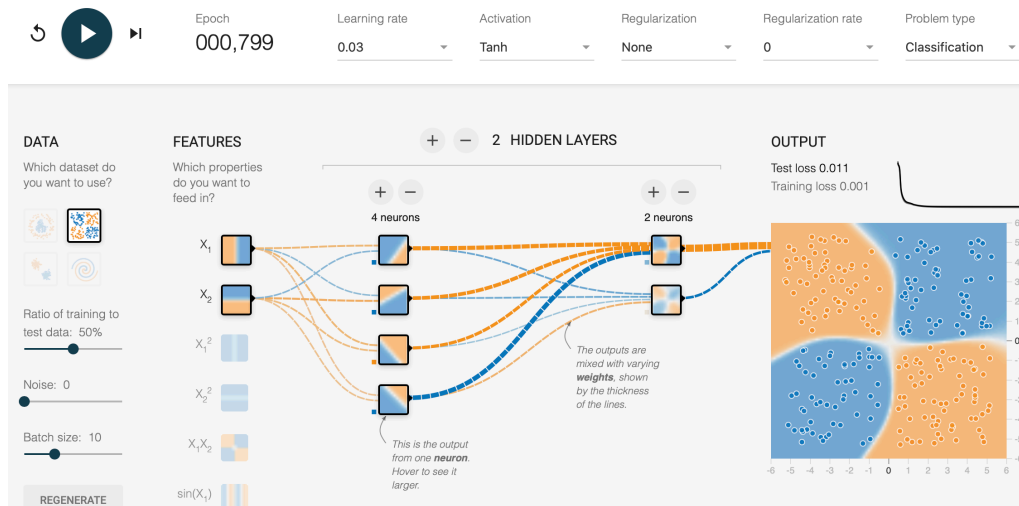 Epoch
000,799
Learning rate
0.03
Activation
Tanh
Regularization
None
Regularization rate
0
Problem type
Classification
DATA
Which dataset do
you want to use?
Ratio of training to
test data: 50%
Noise: 0
Batch size: 10
REGENERATE
FEATURES
Which properties
do you want to
feed in?
X₁
X₂
X₁²
X₂²
X₁X₂
sin(X₁)
+ − 2 HIDDEN LAYERS
+ −
4 neurons
+ −
2 neurons
This is the output
from one neuron.
Hover to see it
larger.
The outputs are
mixed with varying
weights, shown
by the thickness
of the lines.
OUTPUT
Test loss 0.011
Training loss 0.001
-6 -5 -4 -3 -2 -1 0 1 2 3 4 5 6